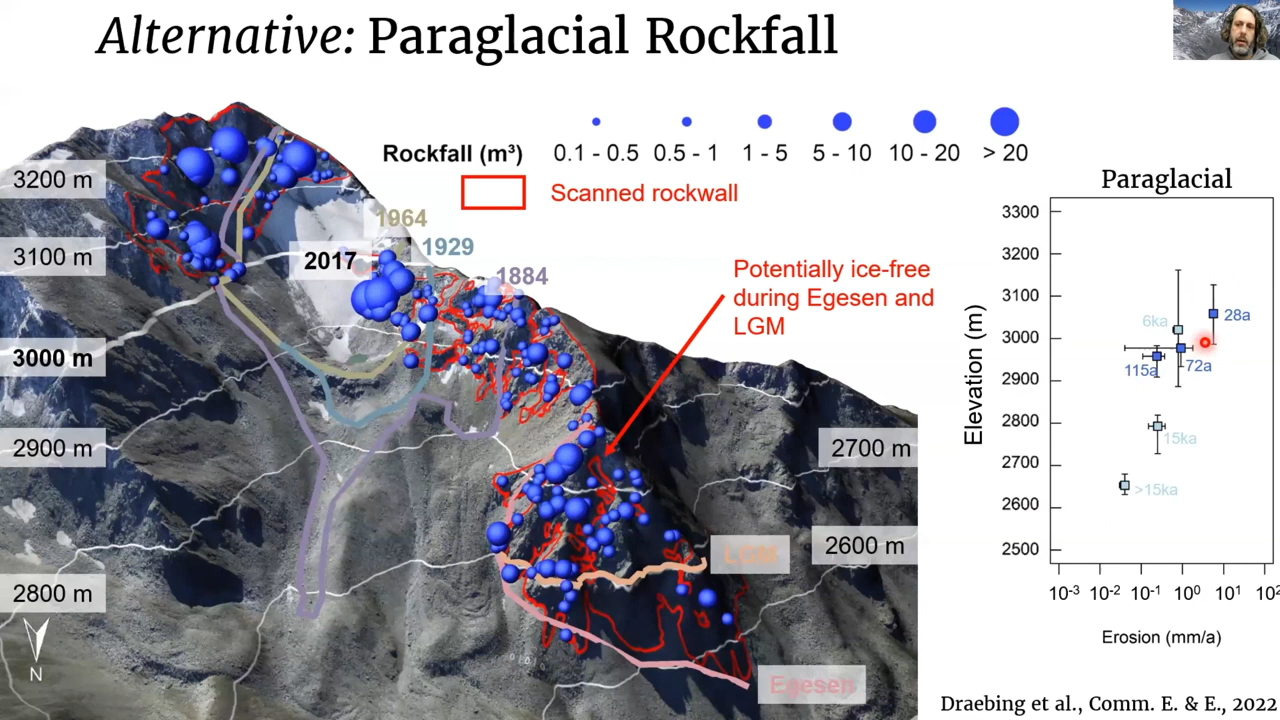 Alternative: Paraglacial Rockfall
Rockfall (m³)
0.1 - 0.5
0.5 - 1
1 - 5
5 - 10
10 - 20
> 20
Scanned rockwall
3200 m
3100 m
3000 m
2900 m
2800 m
2700 m
2600 m
1964
1929
2017
1884
Potentially ice-free
during Egesen and
LGM
LGM
Egesen
N
Paraglacial
Elevation (m)
3300
3200
3100
3000
2900
2800
2700
2600
2500
6ka
28a
115a
72a
15ka
>15ka
10-3
10-2
10-1
100
101
102
Erosion (mm/a)
Draebing et al., Comm. E. & E., 2022